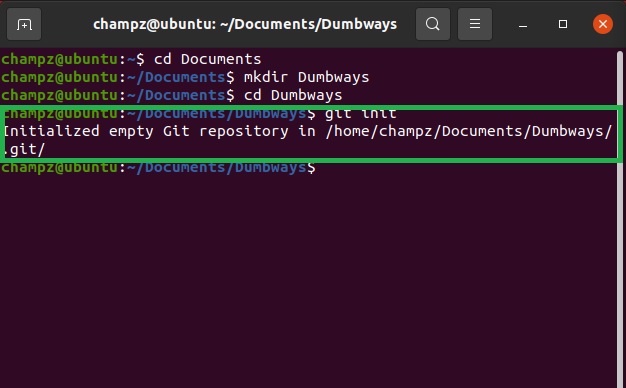 champz@ubuntu: ~/Documents/Dumbways
champz@ubuntu:~$ cd Documents
champz@ubuntu:~/Documents$ mkdir Dumbways
champz@ubuntu:~/Documents$ cd Dumbways
champz@ubuntu:~/Documents/Dumbways$ git init
Initialized empty Git repository in /home/champz/Documents/Dumbways/
.git/
champz@ubuntu:~/Documents/Dumbways$